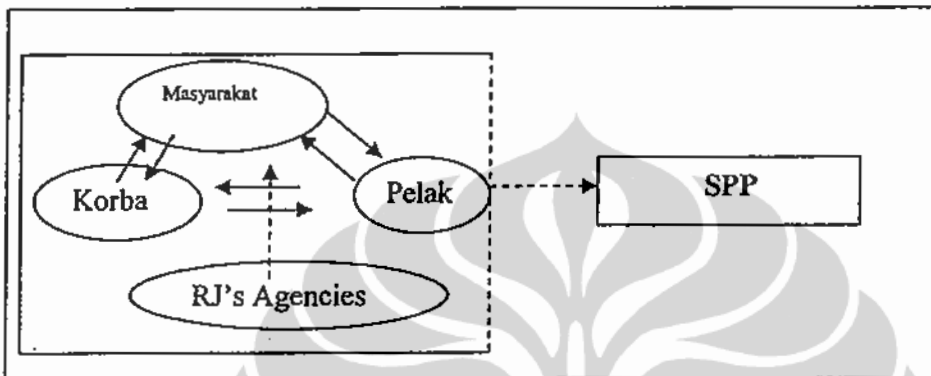 Masyarakat
Korba
Pelak
SPP
RJ's Agencies